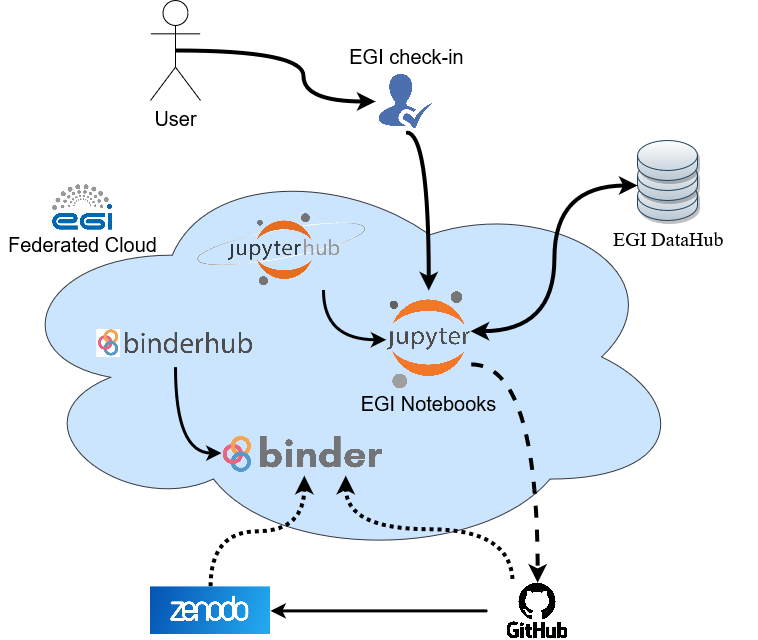 EGI check-in
User
EGI DataHub
egi
Federated Cloud
jupyterhub
jupyter
binderhub
EGI Notebooks
binder
zenodo
GitHub